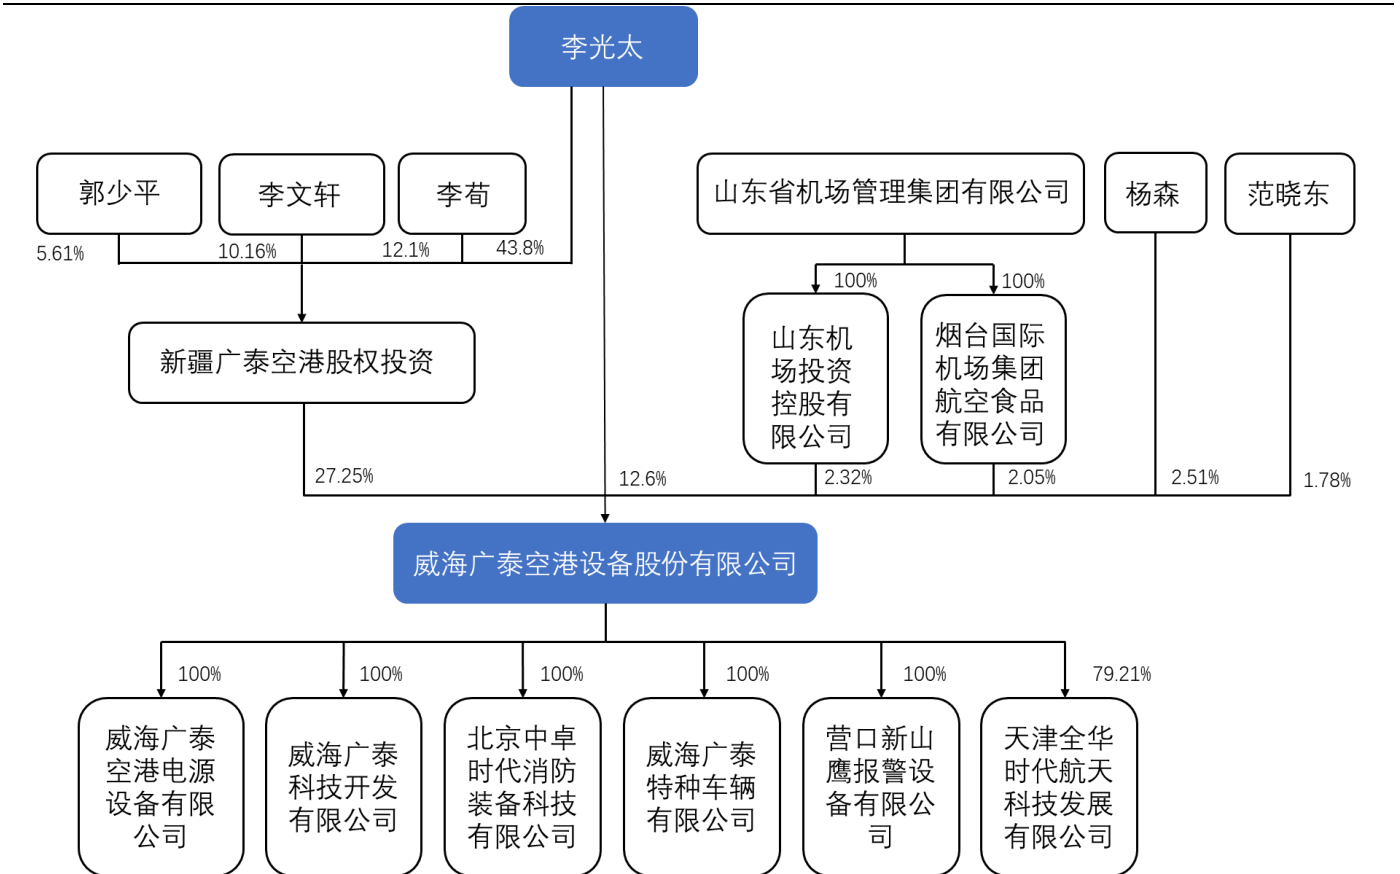 李光太
郭少平
李文轩
李荀
山东省机场管理集团有限公司
杨森
范晓东
5.61%
10.16%
12.1%
43.8%
100%
100%
新疆广泰空港股权投资
山东机
场投资
控股有
限公司
烟台国际
机场集团
航空食品
有限公司
27.25%
12.6%
2.32%
2.05%
2.51%
1.78%
威海广泰空港设备股份有限公司
100%
100%
100%
100%
100%
79.21%
威海广泰
空港电源
设备有限
公司
威海广泰
科技开发
有限公司
北京中卓
时代消防
装备科技
有限公司
威海广泰
特种车辆
有限公司
营口新山
鹰报警设
备有限公
司
天津全华
时代航天
科技发展
有限公司